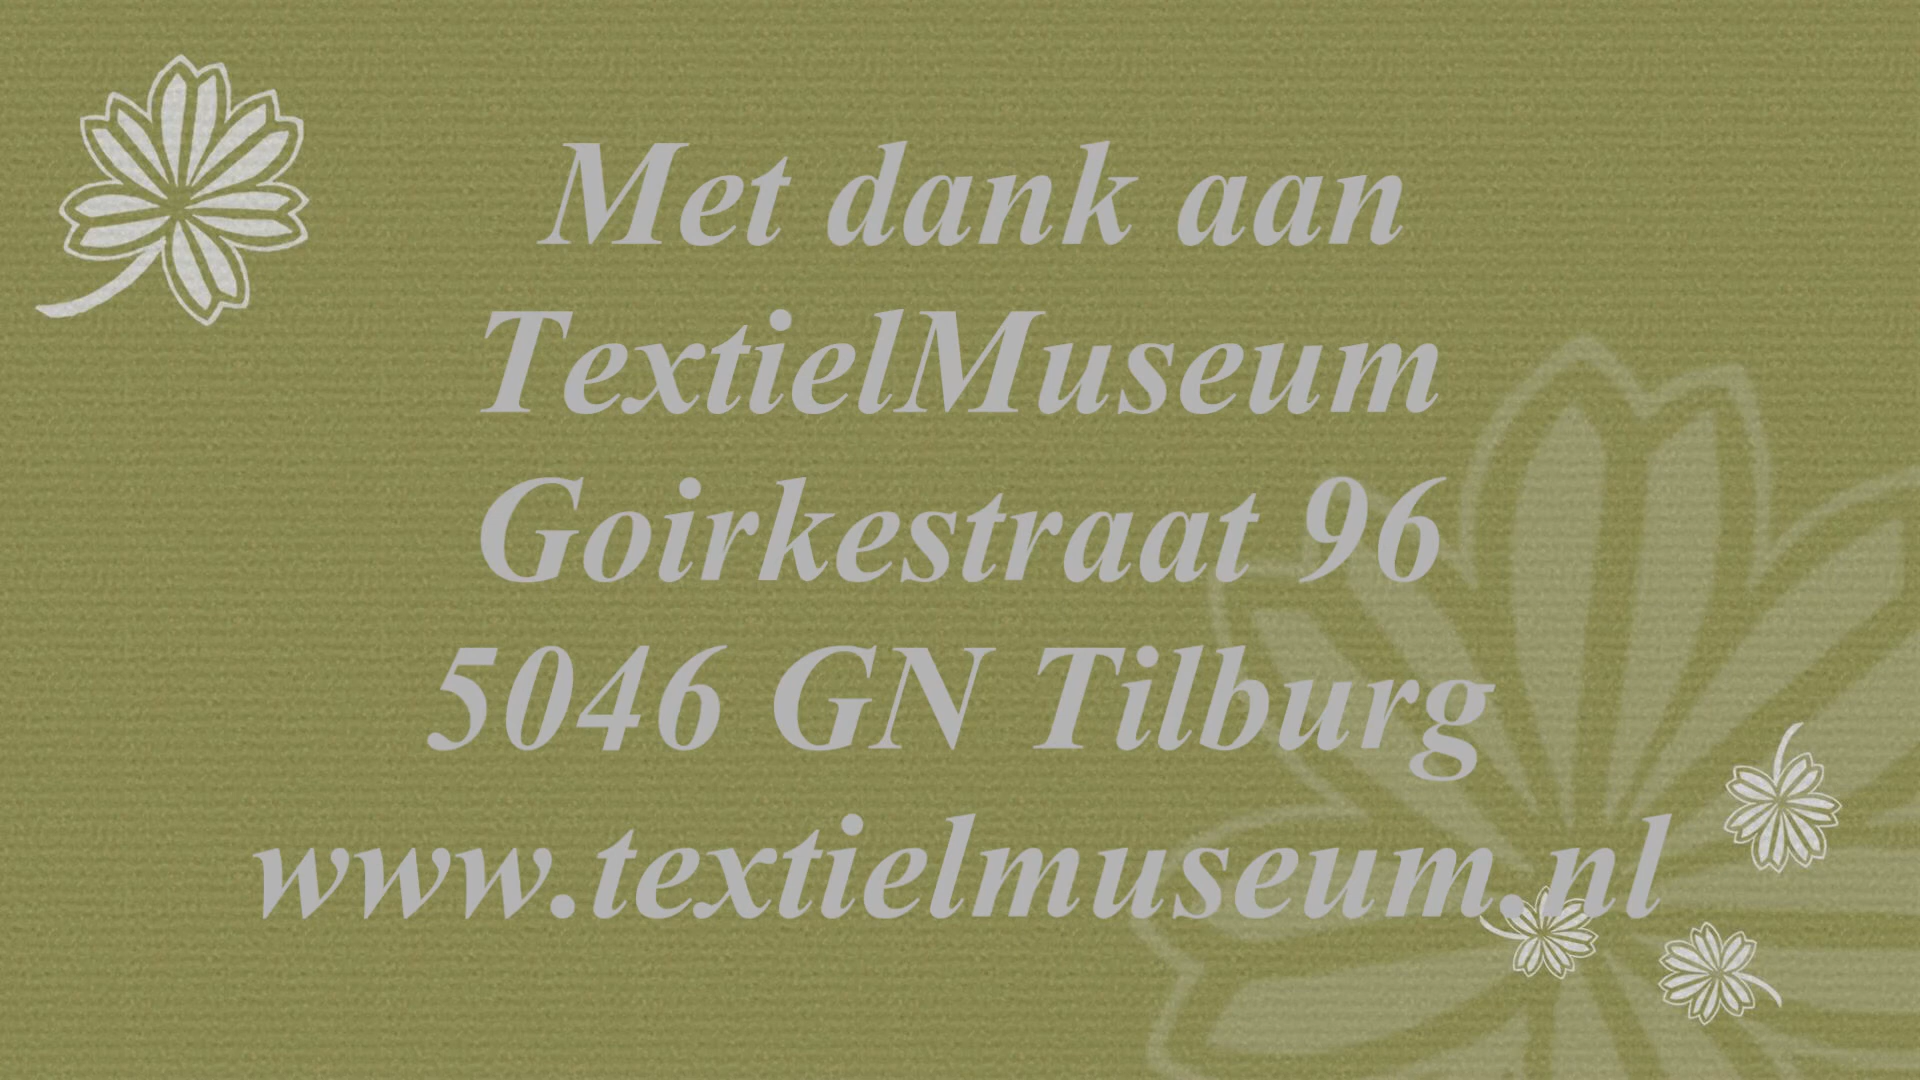 Met dank aan
TextielMuseum
Goirkestraat 96
5046 GN Tilburg
www.textielmuseum.nl